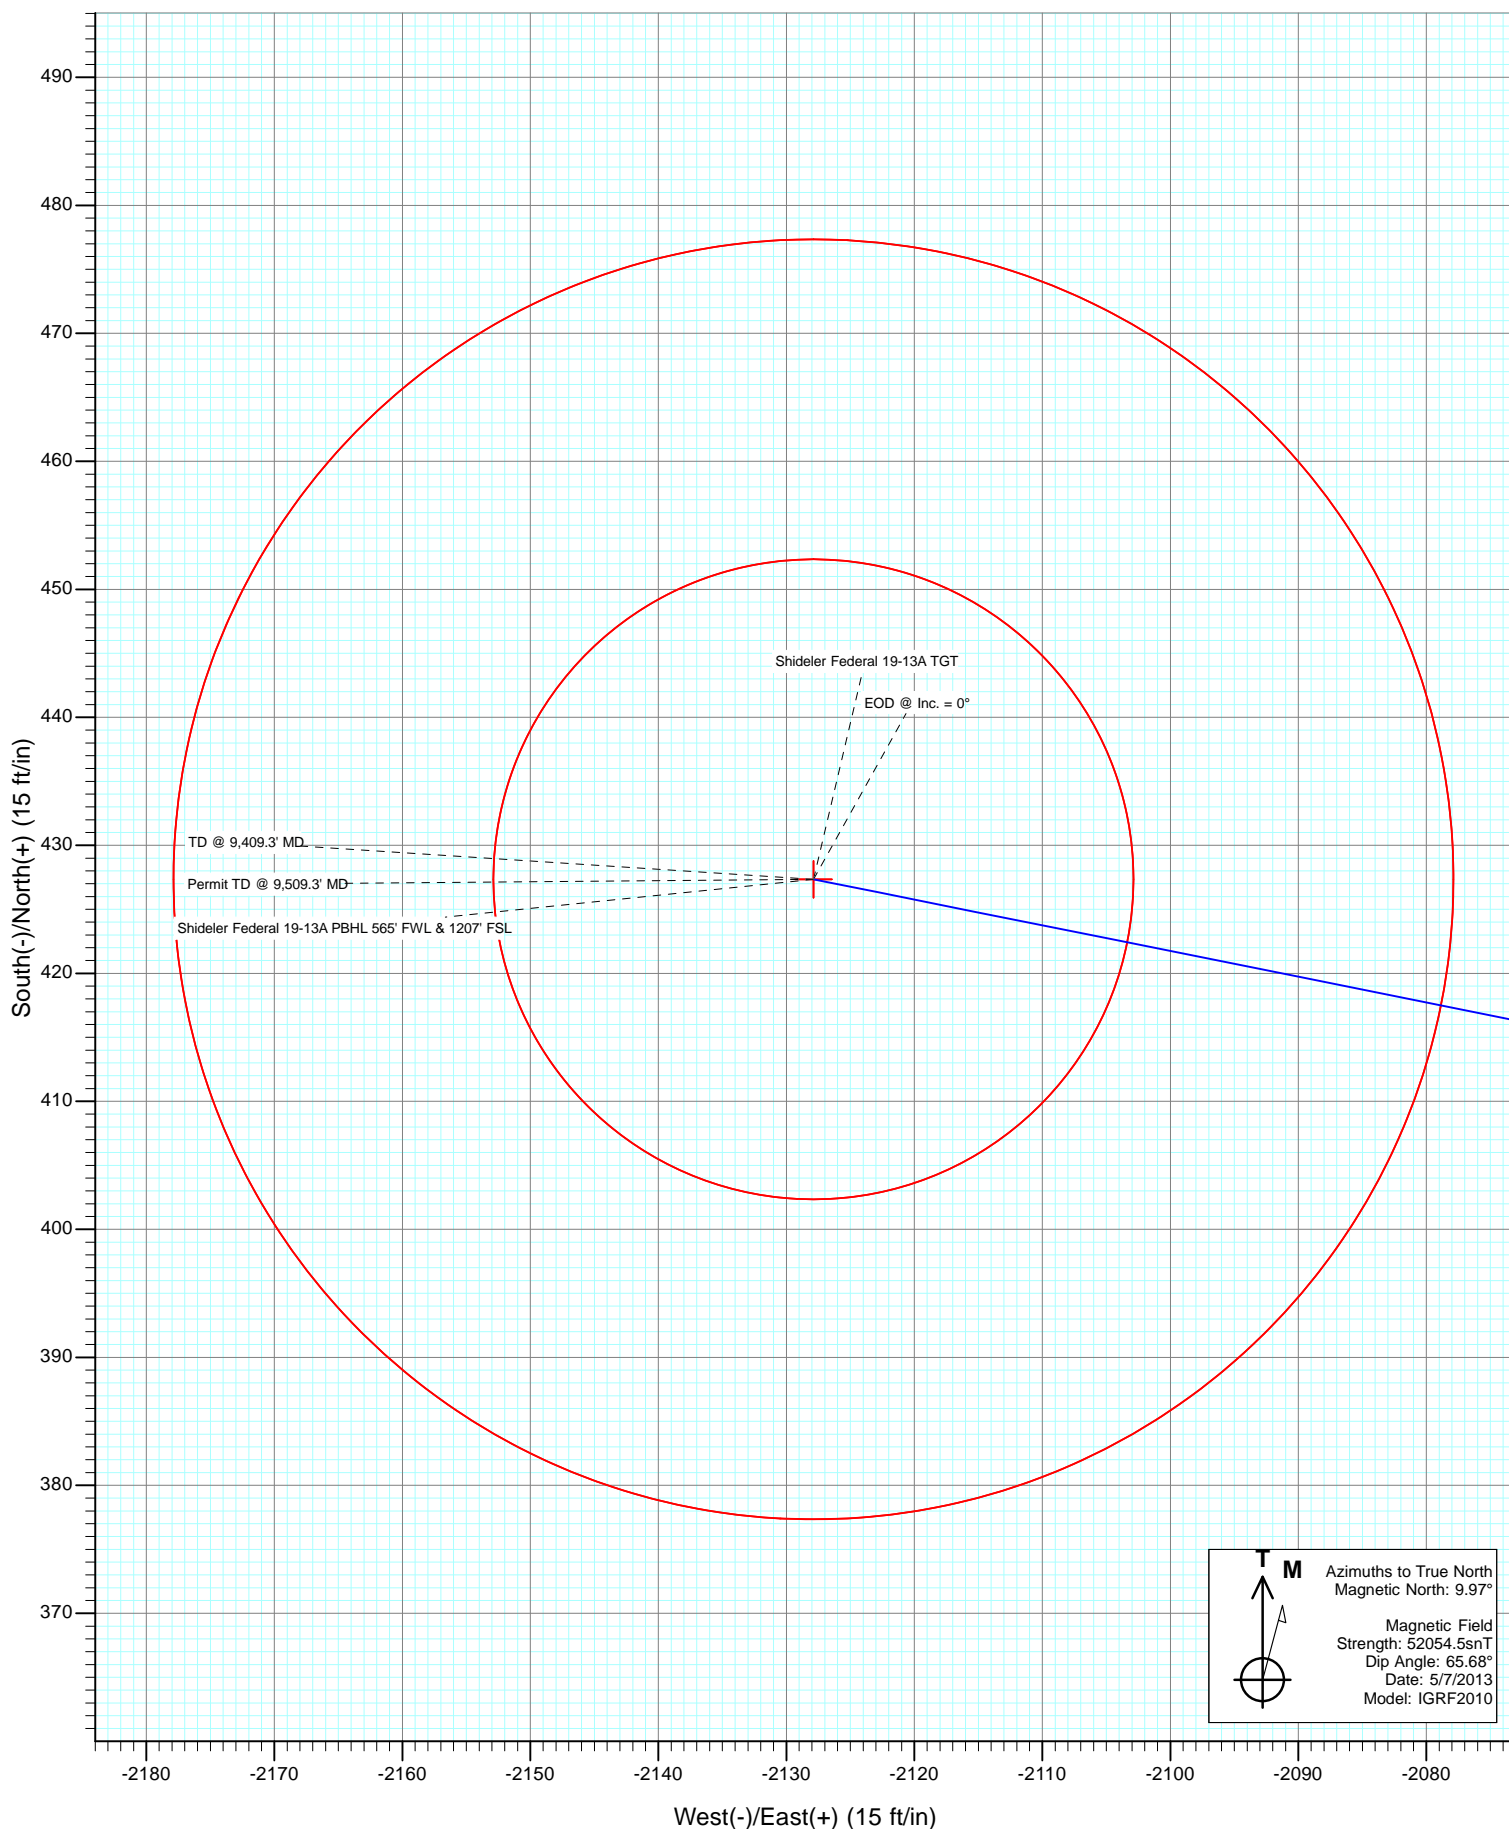 490
480
470
460
450
440
430
420
410
400
390
380
370
South(-)/North(+) (15 ft/in)
Shideler Federal 19-13A TGT
EOD @ Inc. = 0°
TD @ 9,409.3' MD
Permit TD @ 9,509.3' MD
Shideler Federal 19-13A PBHL 565' FWL & 1207' FSL
T
M
Azimuths to True North
Magnetic North: 9.97°
Magnetic Field
Strength: 52054.5snT
Dip Angle: 65.68°
Date: 5/7/2013
Model: IGRF2010
-2180 -2170 -2160 -2150 -2140 -2130 -2120 -2110 -2100 -2090 -2080
West(-)/East(+) (15 ft/in)